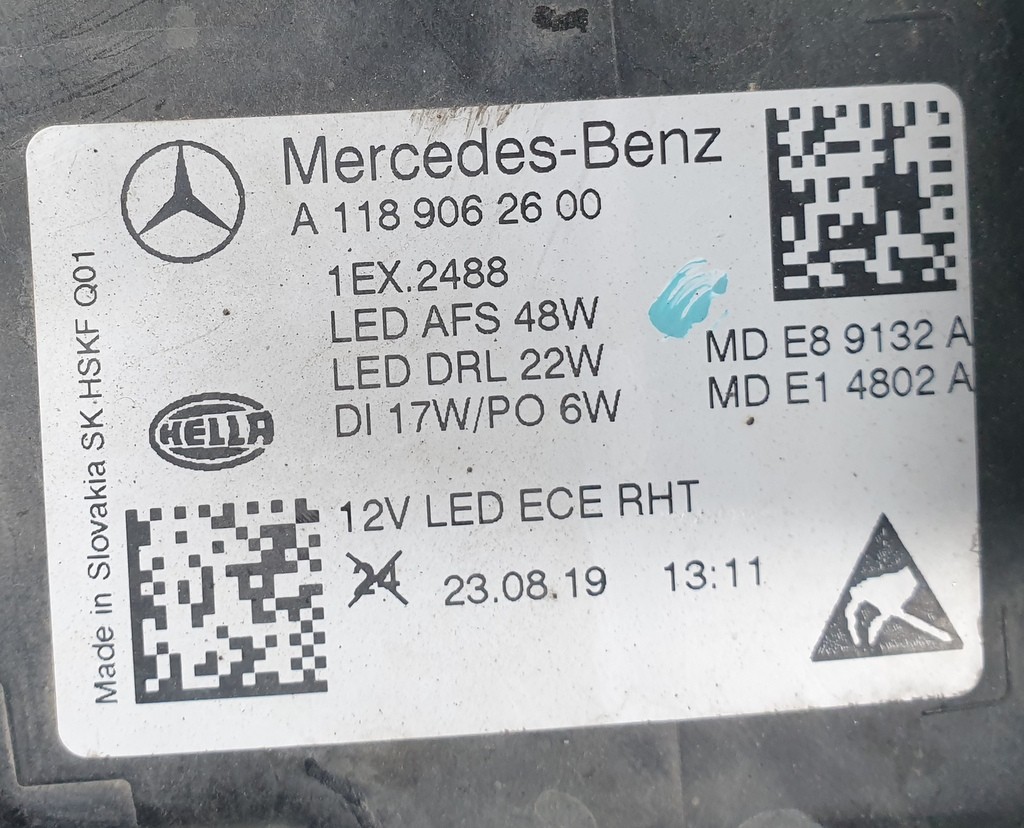 Mercedes-Benz
A 118 906 26 00
1EX.2488
LED AFS 48W
LED DRL 22W
DI 17W/PO 6W
MD E8 9132 A
MD E1 4802 A
HELLA
12V LED ECE RHT
24 23.08.19 13:11
Made in Slovakia SK-HSKF Q01